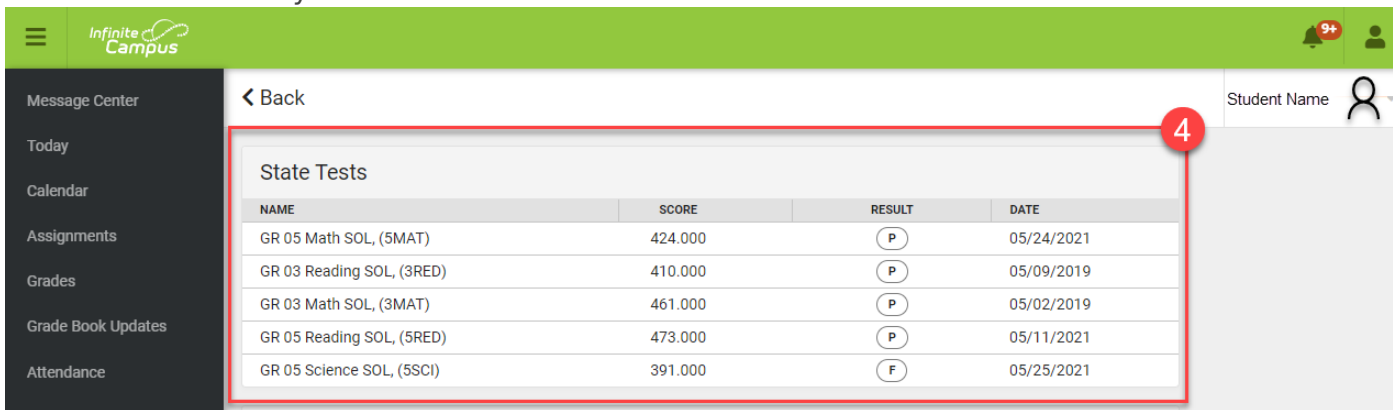 Infinite
Campus
9+
Message Center
Back
Student Name
4
Today
State Tests
Calendar
NAME SCORE RESULT DATE
Assignments
GR 05 Math SOL, (5MAT) 424.000 P 05/24/2021
GR 03 Reading SOL, (3RED) 410.000 P 05/09/2019
Grades
GR 03 Math SOL, (3MAT) 461.000 P 05/02/2019
Grade Book Updates
GR 05 Reading SOL, (5RED) 473.000 P 05/11/2021
Attendance
GR 05 Science SOL, (5SCI) 391.000 F 05/25/2021